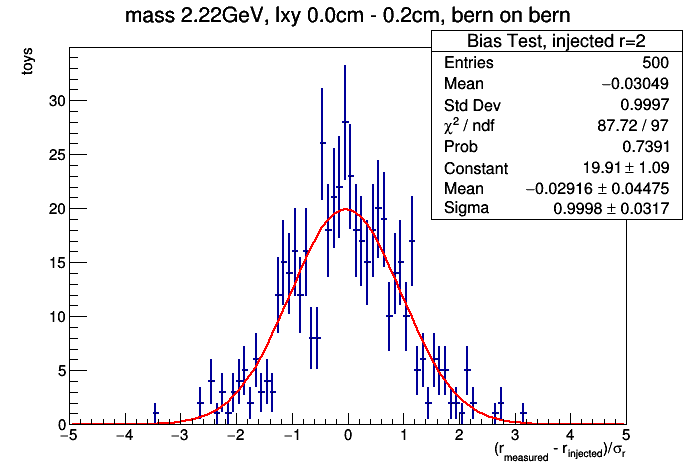 mass 2.22GeV, lxy 0.0cm - 0.2cm, bern on bern
Bias Test, injected r=2
Entries 500
Mean −0.03049
Std Dev 0.9997
χ² / ndf 87.72 / 97
Prob 0.7391
Constant 19.91 ± 1.09
Mean −0.02916 ± 0.04475
Sigma 0.9998 ± 0.0317
toys
30
25
20
15
10
5
0
−5 −4 −3 −2 −1 0 1 2 3 4 5
(r_measured - r_injected)/σ_r